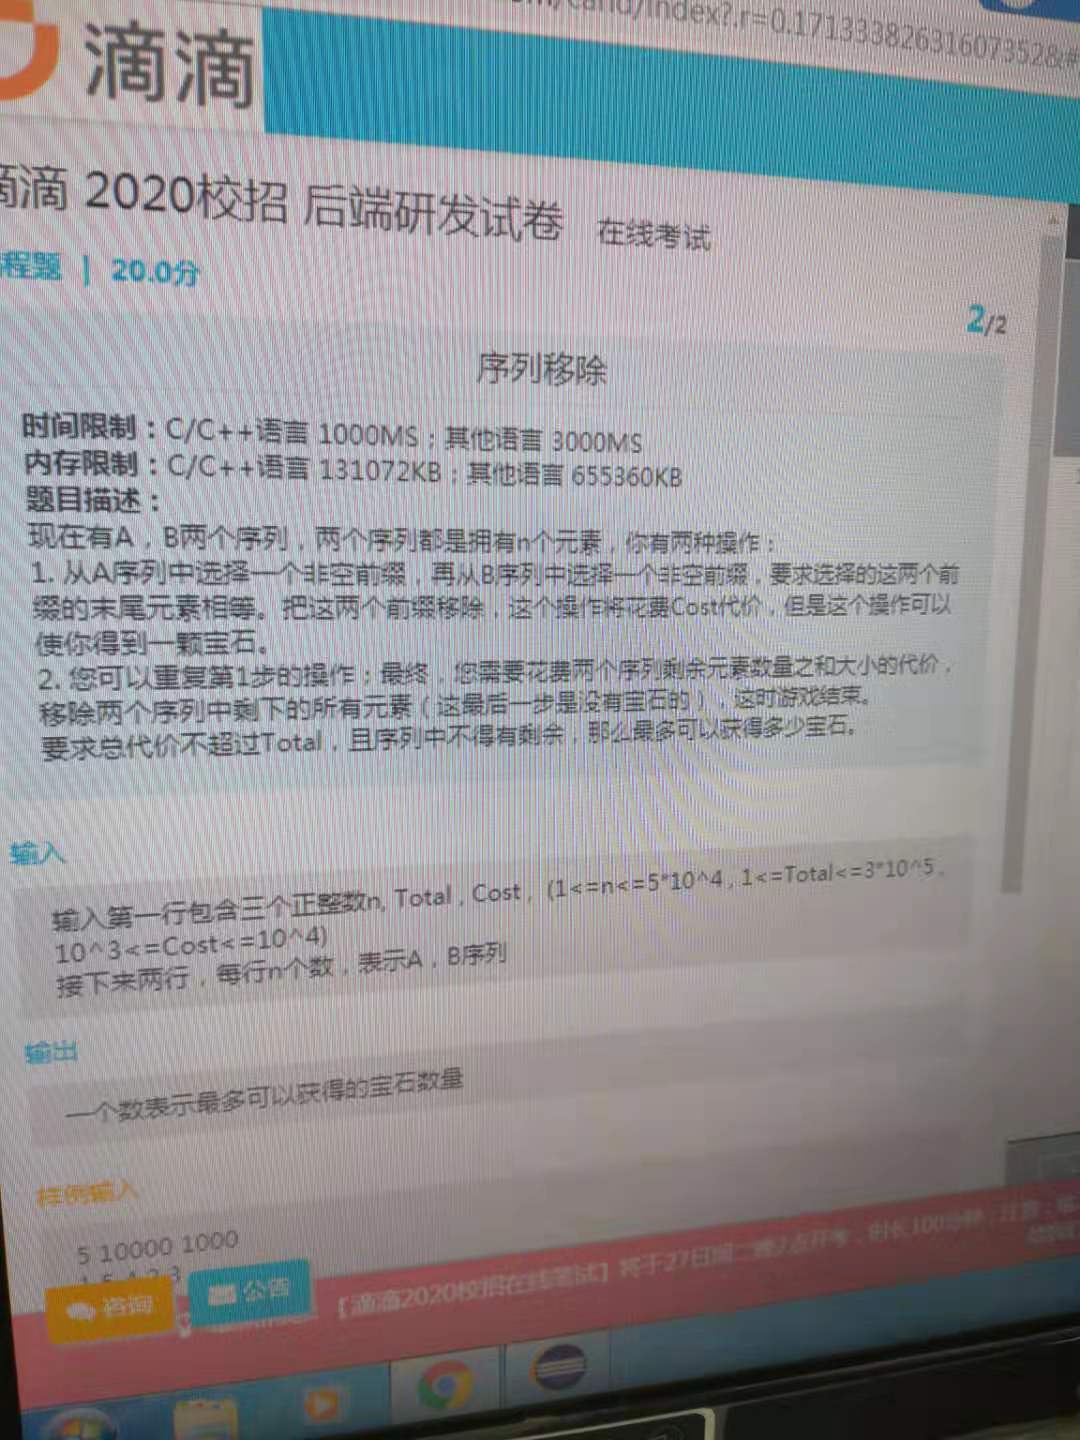 /card/index?.r=0.1713338263160735​2&#
滴滴
滴滴 2020校招 后端研发试卷 在线考试
程题 | 20.0分
2/2
序列移除
时间限制：C/C++语言 1000MS；其他语言 3000MS
内存限制：C/C++语言 131072KB；其他语言 655360KB
题目描述：
现在有A，B两个序列，两个序列都是拥有n个元素，你有两种操作：
1. 从A序列中选择一个非空前缀，再从B序列中选择一个非空前缀，要求选择的这两个前
缀的末尾元素相等。把这两个前缀移除，这个操作将花费Cost代价，但是这个操作可以
使你得到一颗宝石。
2. 您可以重复第1步的操作；最终，您需要花费两个序列剩余元素数量之和大小的代价，
移除两个序列中剩下的所有元素（这最后一步是没有宝石的），这时游戏结束。
要求总代价不超过Total，且序列中不得有剩余，那么最多可以获得多少宝石。
输入
输入第一行包含三个正整数n, Total , Cost，(1<=n<=5*10^4 , 1<=Total<=3*10^5 ,
10^3<=Cost<=10^4)
接下来两行，每行n个数，表示A，B序列
输出
一个数表示最多可以获得的宝石数量
样例输入
5 10000 1000
咨询
公告
【滴滴2020校招在线笔试】将于27日周二晚7点开考，时长100分钟，注意